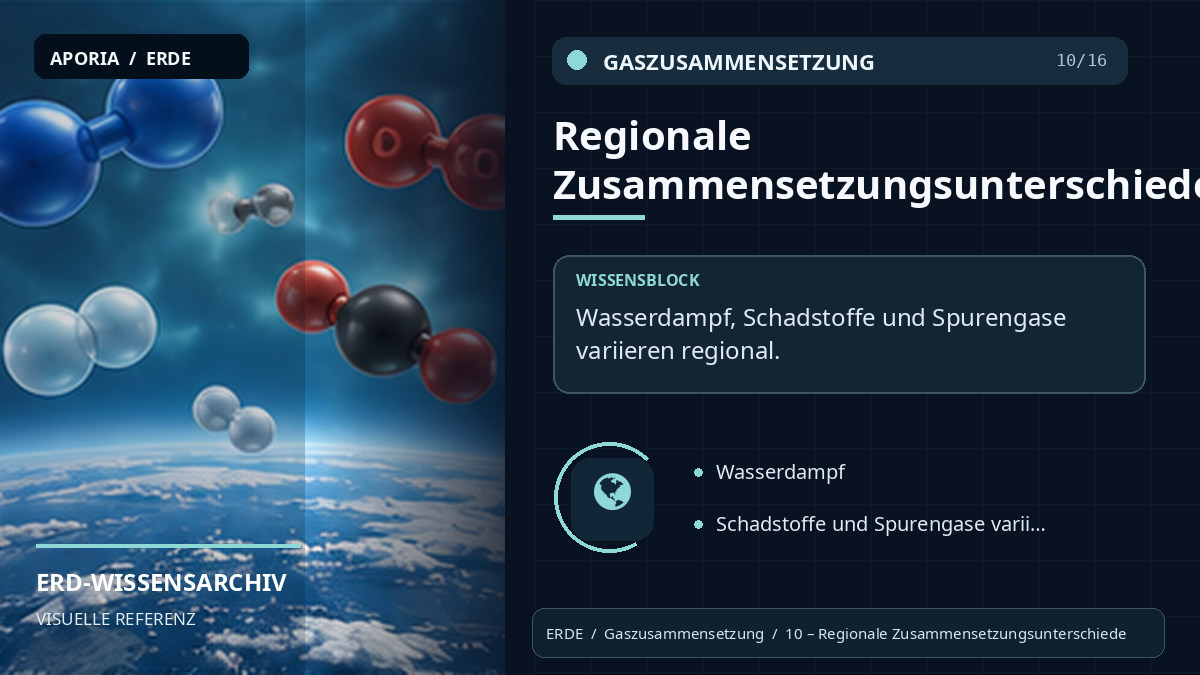 APORIA / ERDE
GASZUSAMMENSETZUNG
10/16
Regionale
Zusammensetzungsunterschiede
WISSENSBLOCK
Wasserdampf, Schadstoffe und Spurengase
variieren regional.
Wasserdampf
Schadstoffe und Spurengase varii...
ERD-WISSENSARCHIV
VISUELLE REFERENZ
ERDE / Gaszusammensetzung / 10 – Regionale Zusammensetzungsunterschiede